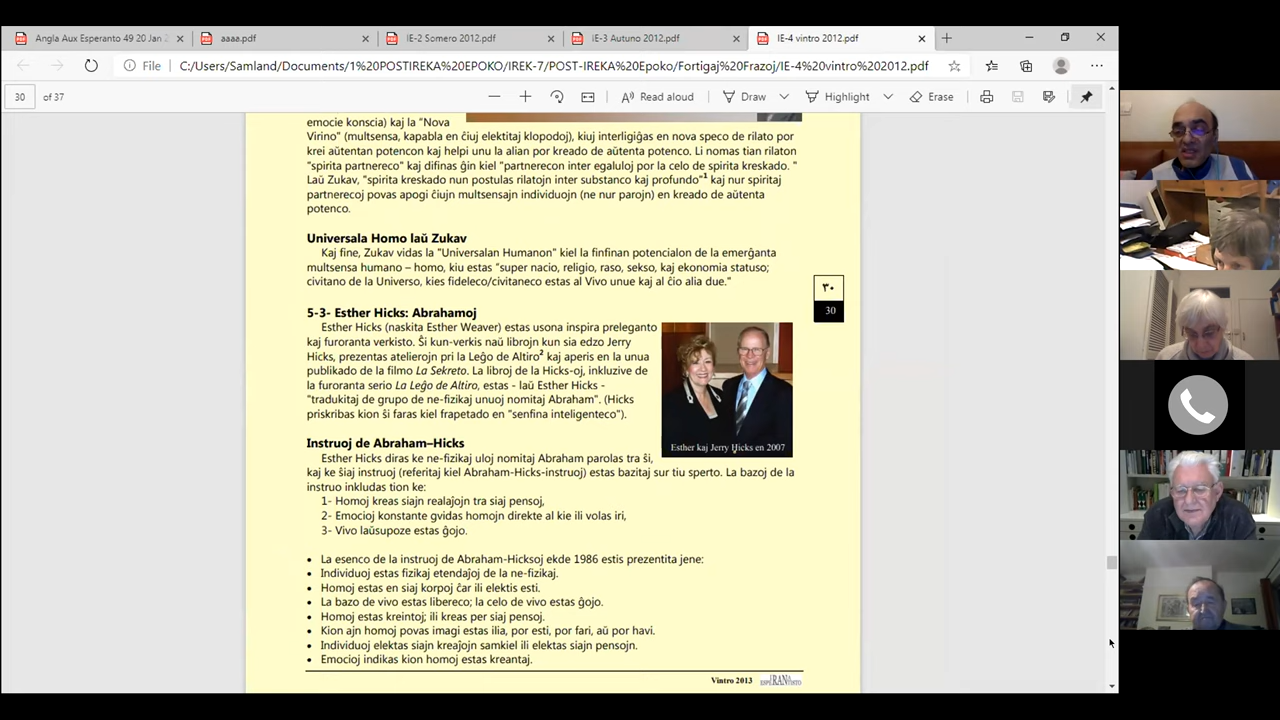 Angla Aux Esperanto 49 20 Jan 2
aaaa.pdf
IE-2 Somero 2012.pdf
IE-3 Autuno 2012.pdf
IE-4 vintro 2012.pdf
File
C:/Users/Samland/Documents/1%20POSTIREKA%20EPOKO/IREK-7/POST-IREKA%20Epoko/Fortigaj%20Frazoj/IE-4%20vintro%202012.pdf
30 of 37
Read aloud
Draw
Highlight
Erase
emocie konscia) kaj la "Nova
Virino" (multsensa, kapabla en ĉiuj elektitaj klopodoj), kiuj interligiĝas en nova speco de rilato por
krei aŭtentan potencon kaj helpi unu la alian por kreado de aŭtenta potenco. Li nomas tian rilaton
"spirita partnereco" kaj difinas ĝin kiel "partnerecon inter egaluloj por la celo de spirita kreskado. "
Laŭ Zukav, "spirita kreskado nun postulas rilatojn inter substanco kaj profundo"1 kaj nur spiritaj
partnerecoj povas apogi ĉiujn multsensajn individuojn (ne nur parojn) en kreado de aŭtenta
potenco.
Universala Homo laŭ Zukav
Kaj fine, Zukav vidas la "Universalan Humanon" kiel la finfinan potencialon de la emerĝanta
multsensa humano – homo, kiu estas "super nacio, religio, raso, sekso, kaj ekonomia statuso;
civitano de la Universo, kies fideleco/civitaneco estas al Vivo unue kaj al ĉio alia due."
٣٠
30
5-3- Esther Hicks: Abrahamoj
Esther Hicks (naskita Esther Weaver) estas usona inspira preleganto
kaj furoranta verkisto. Ŝi kun-verkis naŭ librojn kun sia edzo Jerry
Hicks, prezentas atelierojn pri la Leĝo de Altiro2 kaj aperis en la unua
publikado de la filmo La Sekreto. La libroj de la Hicks-oj, inkluzive de
la furoranta serio La Leĝo de Altiro, estas - laŭ Esther Hicks -
"tradukitaj de grupo de ne-fizikaj unuoj nomitaj Abraham". (Hicks
priskribas kion ŝi faras kiel frapetado en "senfina inteligenteco").
Esther kaj Jerry Hicks en 2007
Instruoj de Abraham–Hicks
Esther Hicks diras ke ne-fizikaj uloj nomitaj Abraham parolas tra ŝi,
kaj ke ŝiaj instruoj (referitaj kiel Abraham-Hicks-instruoj) estas bazitaj sur tiu sperto. La bazoj de la
instruo inkludas tion ke:
1- Homoj kreas siajn realaĵojn tra siaj pensoj,
2- Emocioj konstante gvidas homojn direkte al kie ili volas iri,
3- Vivo laŭsupoze estas ĝojo.
• La esenco de la instruoj de Abraham-Hicksoj ekde 1986 estis prezentita jene:
• Individuoj estas fizikaj etendaĵoj de la ne-fizikaj.
• Homoj estas en siaj korpoj ĉar ili elektis esti.
• La bazo de vivo estas libereco; la celo de vivo estas ĝojo.
• Homoj estas kreintoj; ili kreas per siaj pensoj.
• Kion ajn homoj povas imagi estas ilia, por esti, por fari, aŭ por havi.
• Individuoj elektas siajn kreaĵojn samkiel ili elektas siajn pensojn.
• Emocioj indikas kion homoj estas kreantaj.
Vintro 2013